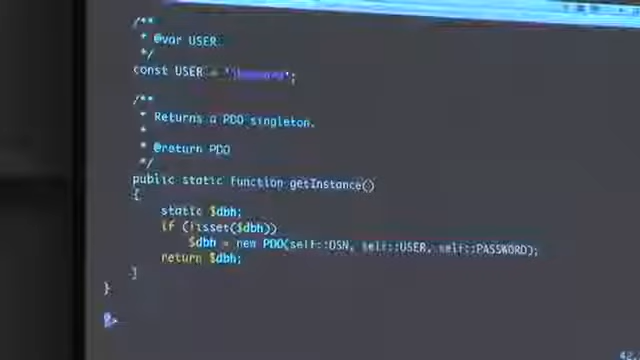 /**
 * @var USER
 */
const USER = '
/**
 * Returns a PDO singleton.
 *
 * @return PDO
 */
public static function getInstance()
{
static $dbh;
if (!isset($dbh))
$dbh = new PDO(self::DSN, self::USER, self::PASSWORD);
return $dbh;
}
}